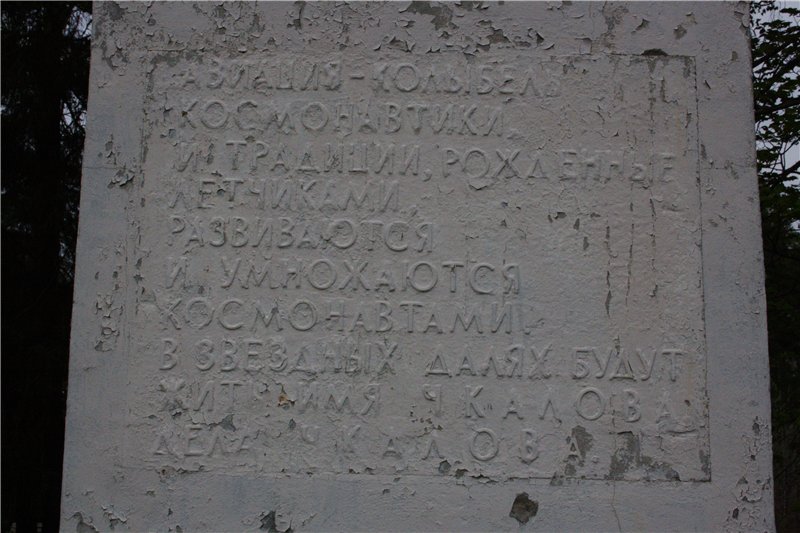 АВИАЦИЯ - КОЛЫБЕЛЬ
КОСМОНАВТИКИ
И ТРАДИЦИИ, РОЖДЕННЫЕ
ЛЕТЧИКАМИ,
РАЗВИВАЮТСЯ
И УМНОЖАЮТСЯ
КОСМОНАВТАМИ.
В ЗВЕЗДНЫХ ДАЛЯХ БУДУТ
ЖИТЬ ИМЯ ЧКАЛОВА
ДЕЛА ЧКАЛОВА